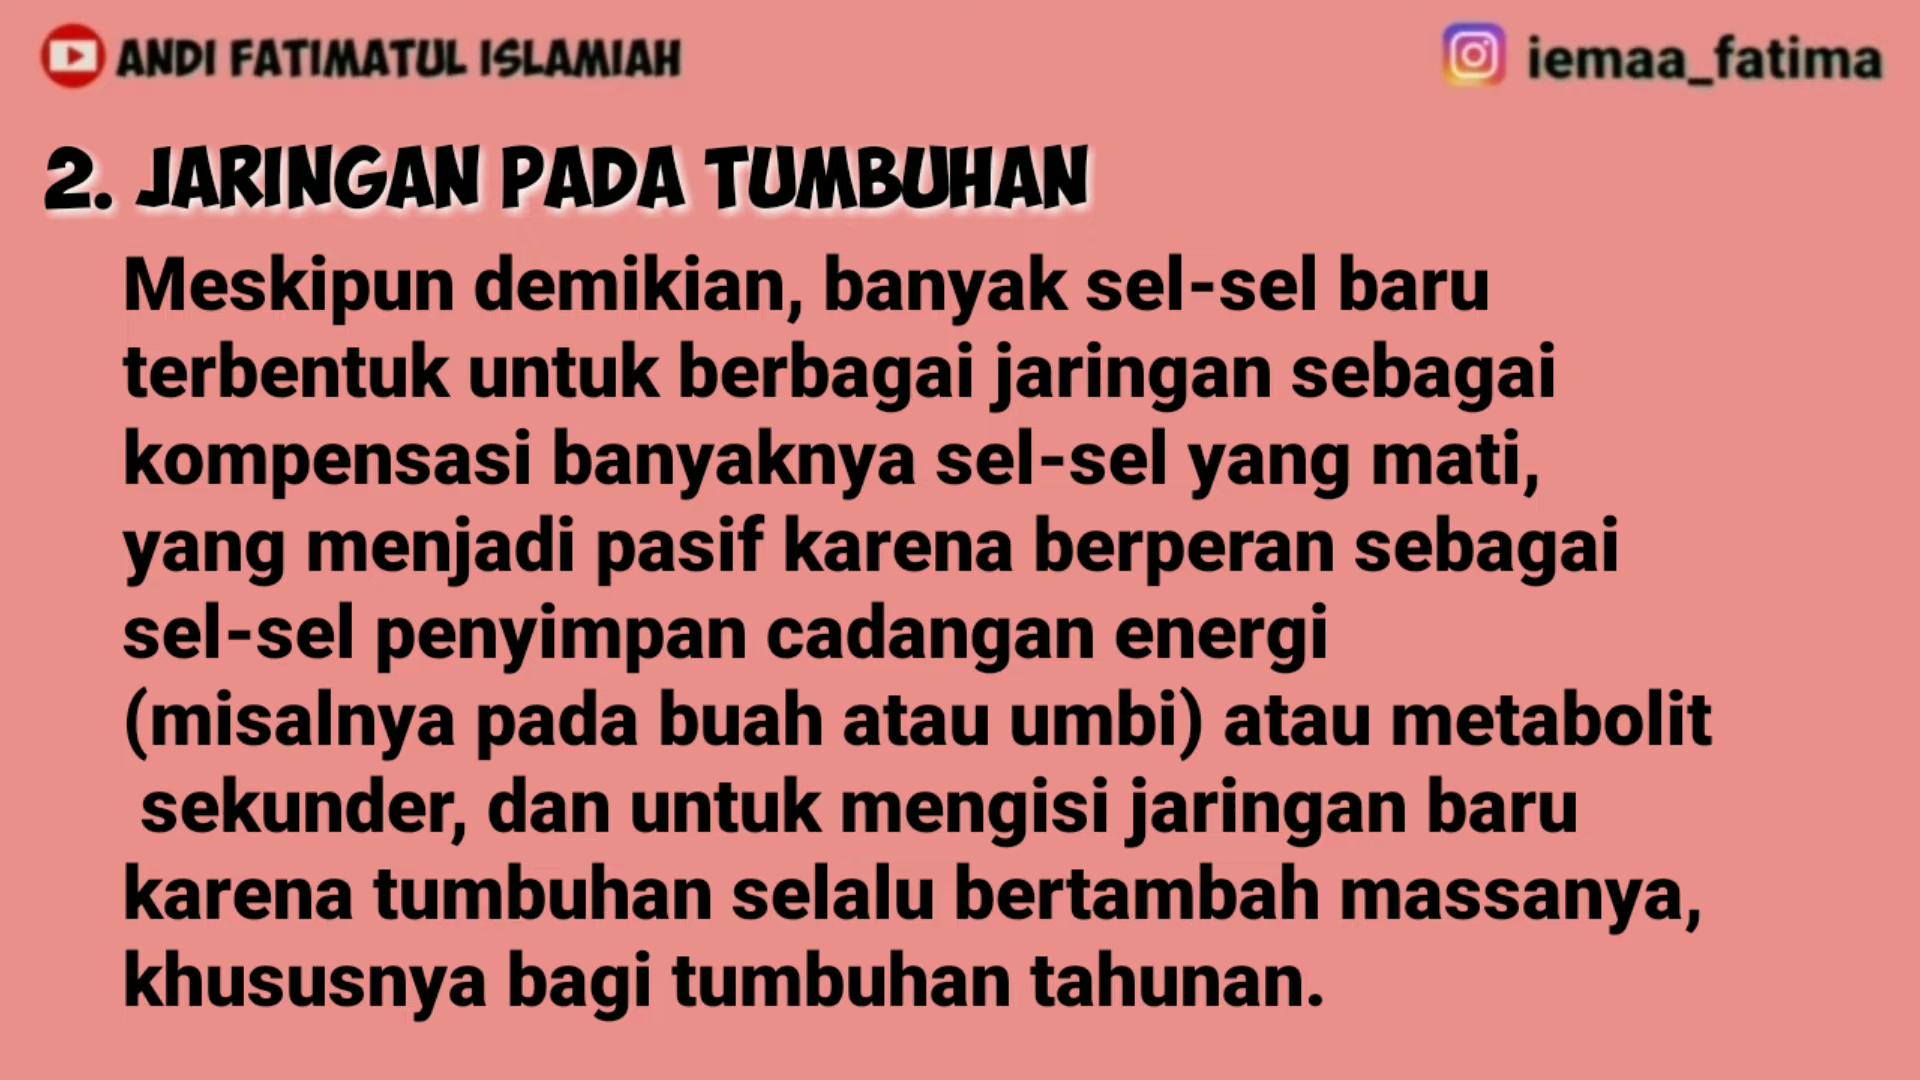 ANDI FATIMATUL ISLAMIAH
iemaa_fatima
2. JARINGAN PADA TUMBUHAN
Meskipun demikian, banyak sel-sel baru
terbentuk untuk berbagai jaringan sebagai
kompensasi banyaknya sel-sel yang mati,
yang menjadi pasif karena berperan sebagai
sel-sel penyimpan cadangan energi
(misalnya pada buah atau umbi) atau metabolit
sekunder, dan untuk mengisi jaringan baru
karena tumbuhan selalu bertambah massanya,
khususnya bagi tumbuhan tahunan.